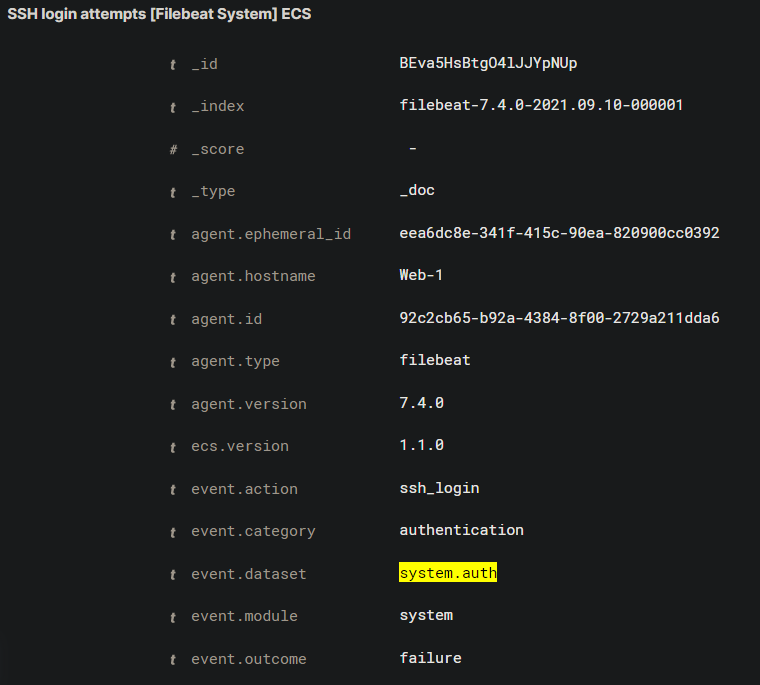 SSH login attempts [Filebeat System] ECS
t _id BEva5HsBtgO4lJJYpNUp
t _index filebeat-7.4.0-2021.09.10-000001
# _score -
t _type _doc
t agent.ephemeral_id eea6dc8e-341f-415c-90ea-820900cc0392
t agent.hostname Web-1
t agent.id 92c2cb65-b92a-4384-8f00-2729a211dda6
t agent.type filebeat
t agent.version 7.4.0
t ecs.version 1.1.0
t event.action ssh_login
t event.category authentication
t event.dataset system.auth
t event.module system
t event.outcome failure